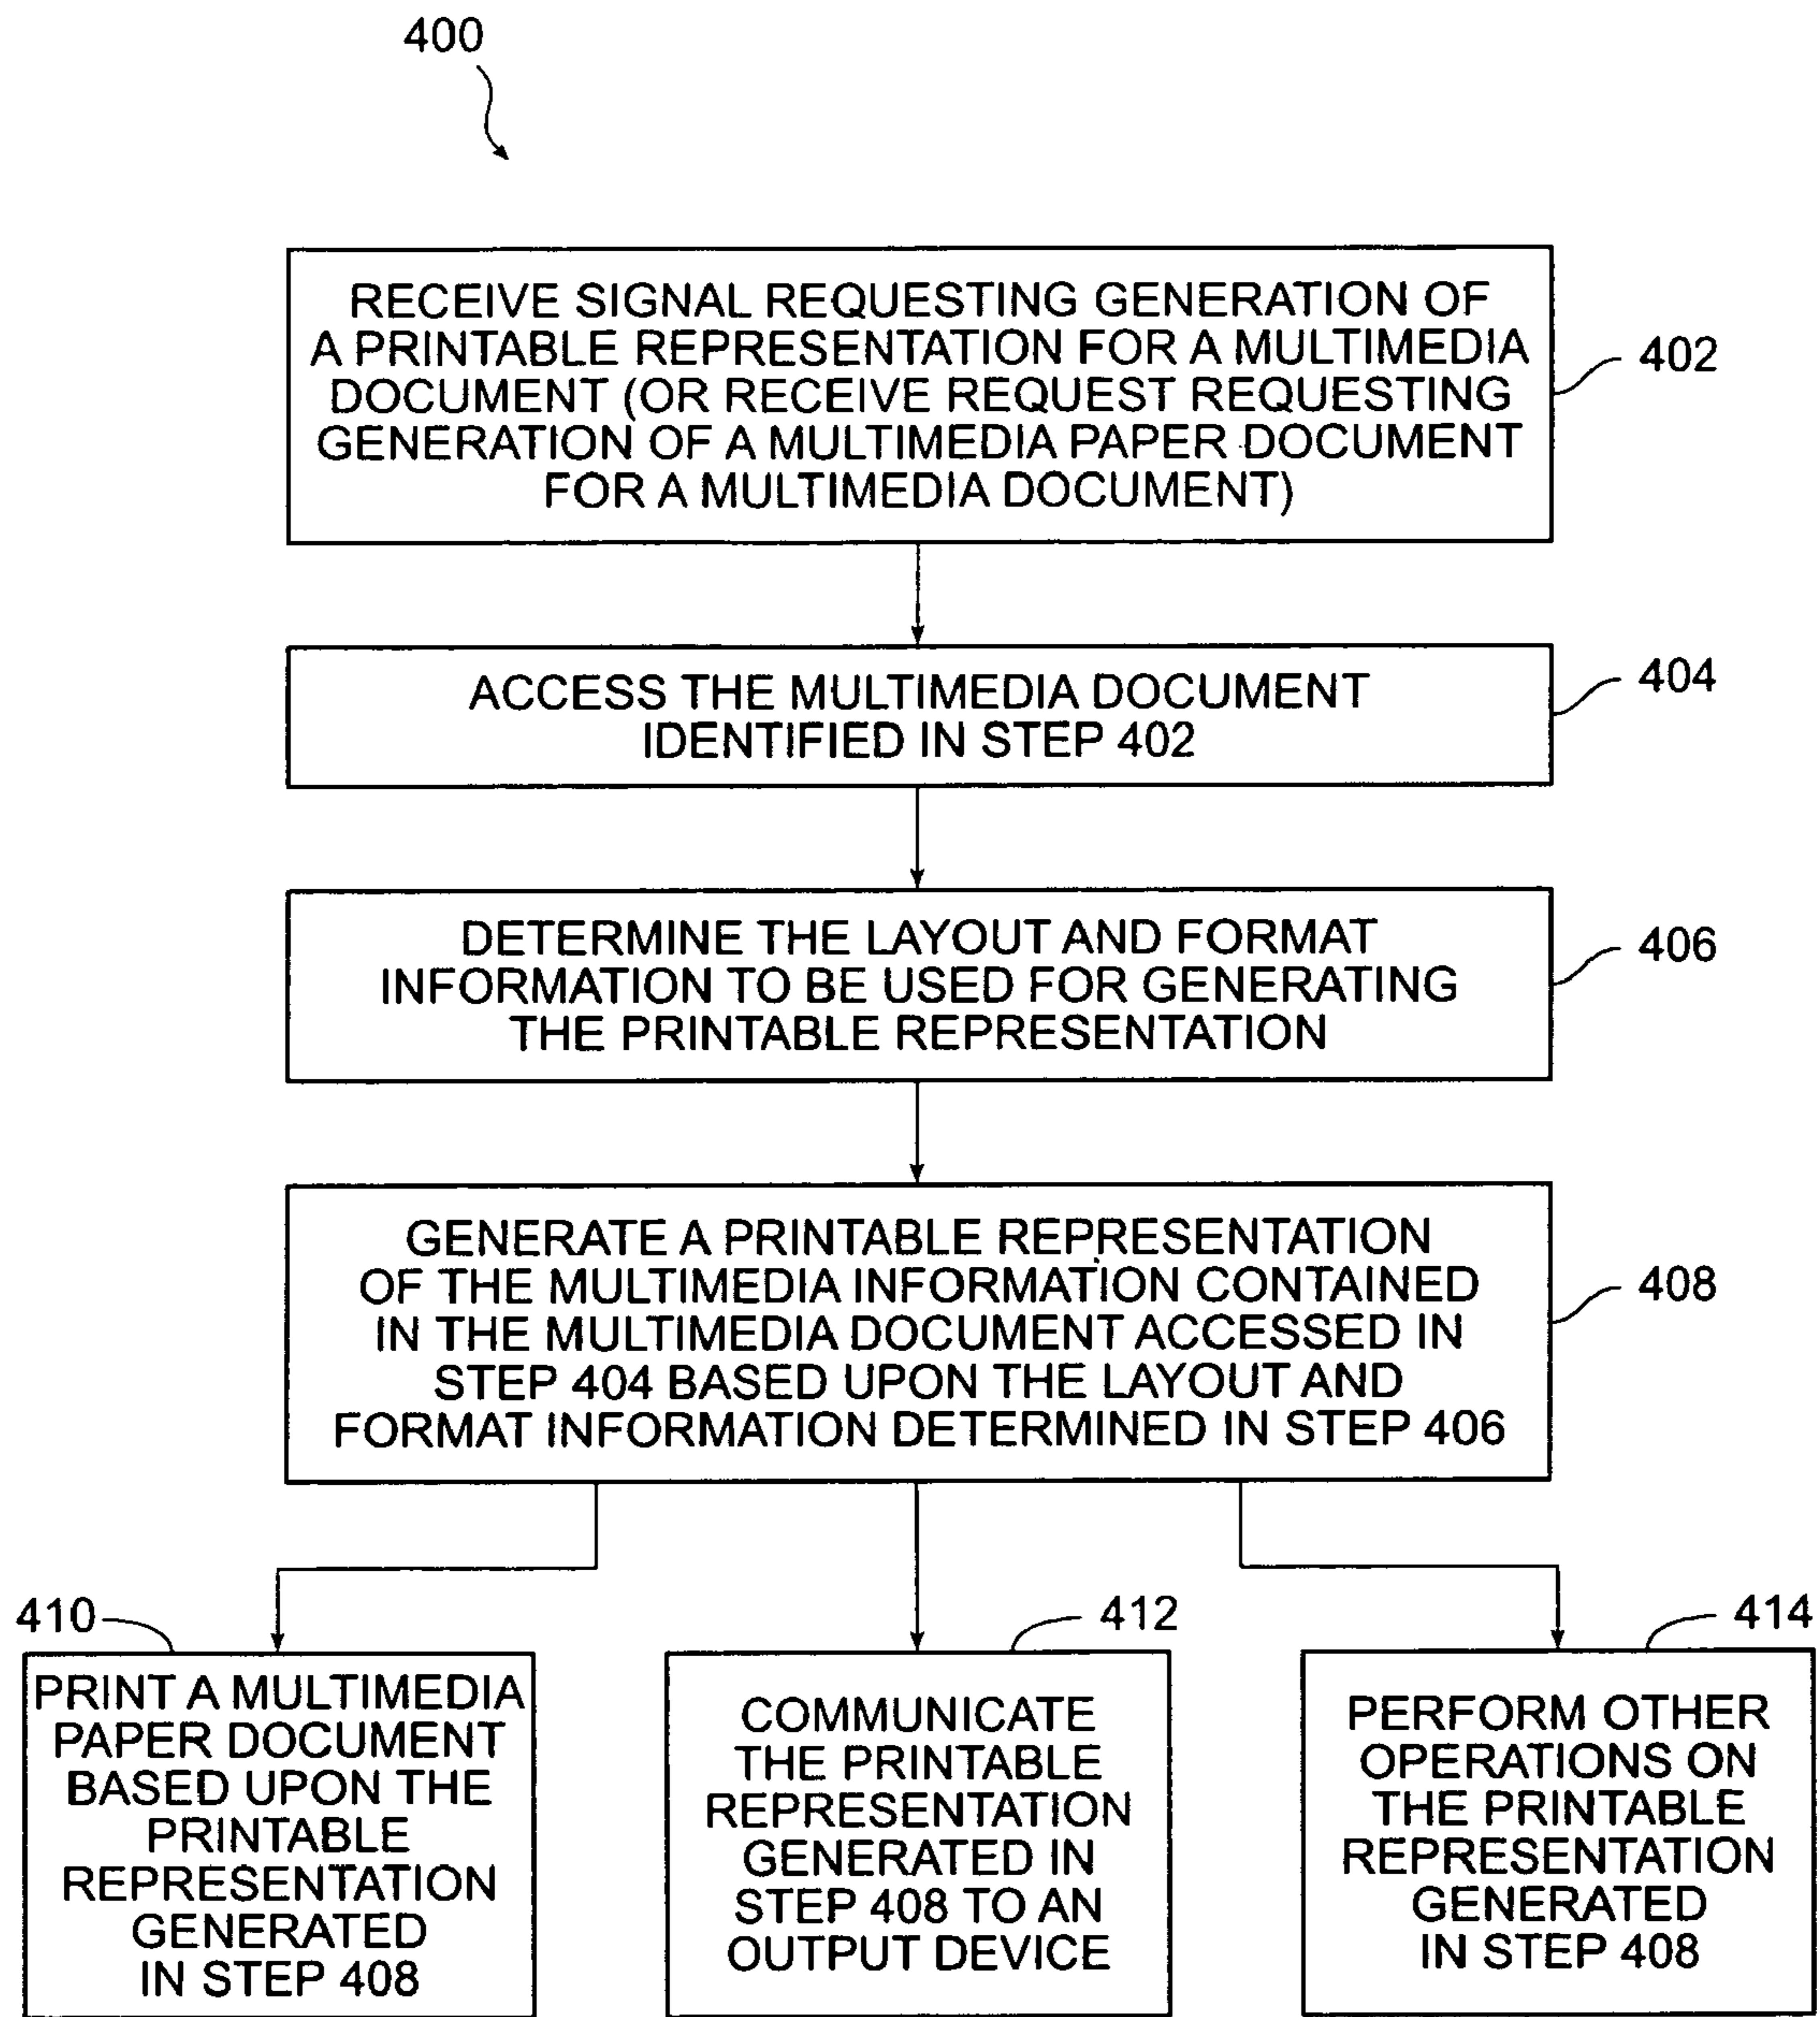 400
RECEIVE SIGNAL REQUESTING GENERATION OF
A PRINTABLE REPRESENTATION FOR A MULTIMEDIA
DOCUMENT (OR RECEIVE REQUEST REQUESTING
GENERATION OF A MULTIMEDIA PAPER DOCUMENT
FOR A MULTIMEDIA DOCUMENT)
402
ACCESS THE MULTIMEDIA DOCUMENT
IDENTIFIED IN STEP 402
404
DETERMINE THE LAYOUT AND FORMAT
INFORMATION TO BE USED FOR GENERATING
THE PRINTABLE REPRESENTATION
406
GENERATE A PRINTABLE REPRESENTATION
OF THE MULTIMEDIA INFORMATION CONTAINED
IN THE MULTIMEDIA DOCUMENT ACCESSED IN
STEP 404 BASED UPON THE LAYOUT AND
FORMAT INFORMATION DETERMINED IN STEP 406
408
410
PRINT A MULTIMEDIA
PAPER DOCUMENT
BASED UPON THE
PRINTABLE
REPRESENTATION
GENERATED
IN STEP 408
412
COMMUNICATE
THE PRINTABLE
REPRESENTATION
GENERATED IN
STEP 408 TO AN
OUTPUT DEVICE
414
PERFORM OTHER
OPERATIONS ON
THE PRINTABLE
REPRESENTATION
GENERATED
IN STEP 408